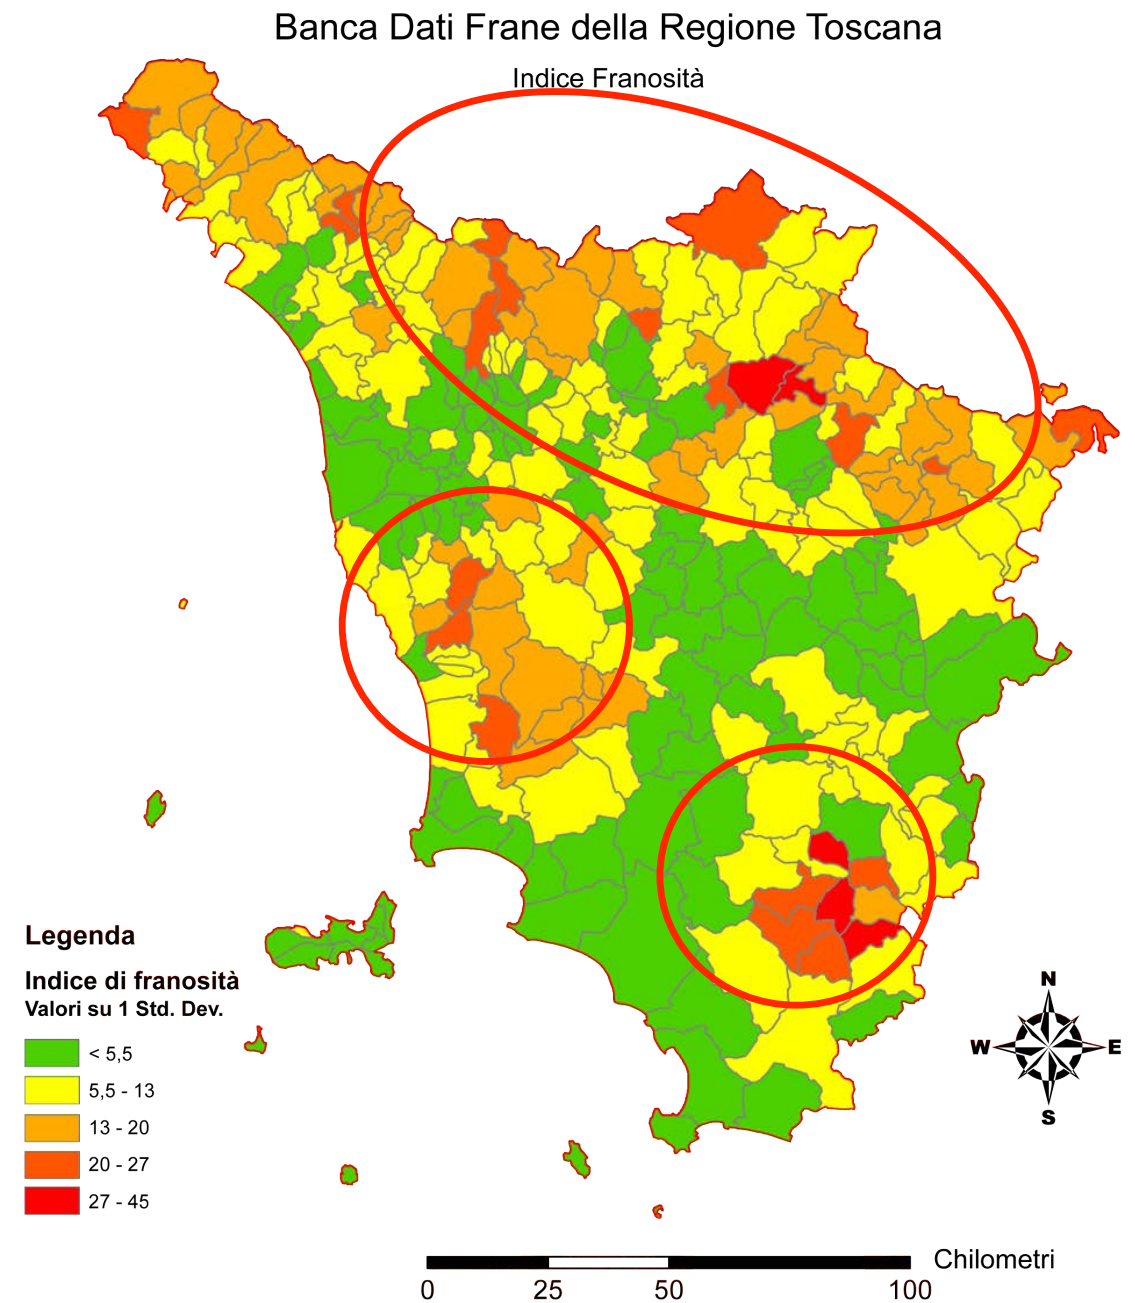 Banca Dati Frane della Regione Toscana
Indice Franosità
Legenda
Indice di franosità
Valori su 1 Std. Dev.
< 5,5
5,5 - 13
13 - 20
20 - 27
27 - 45
N
W E
S
Chilometri
0 25 50 100